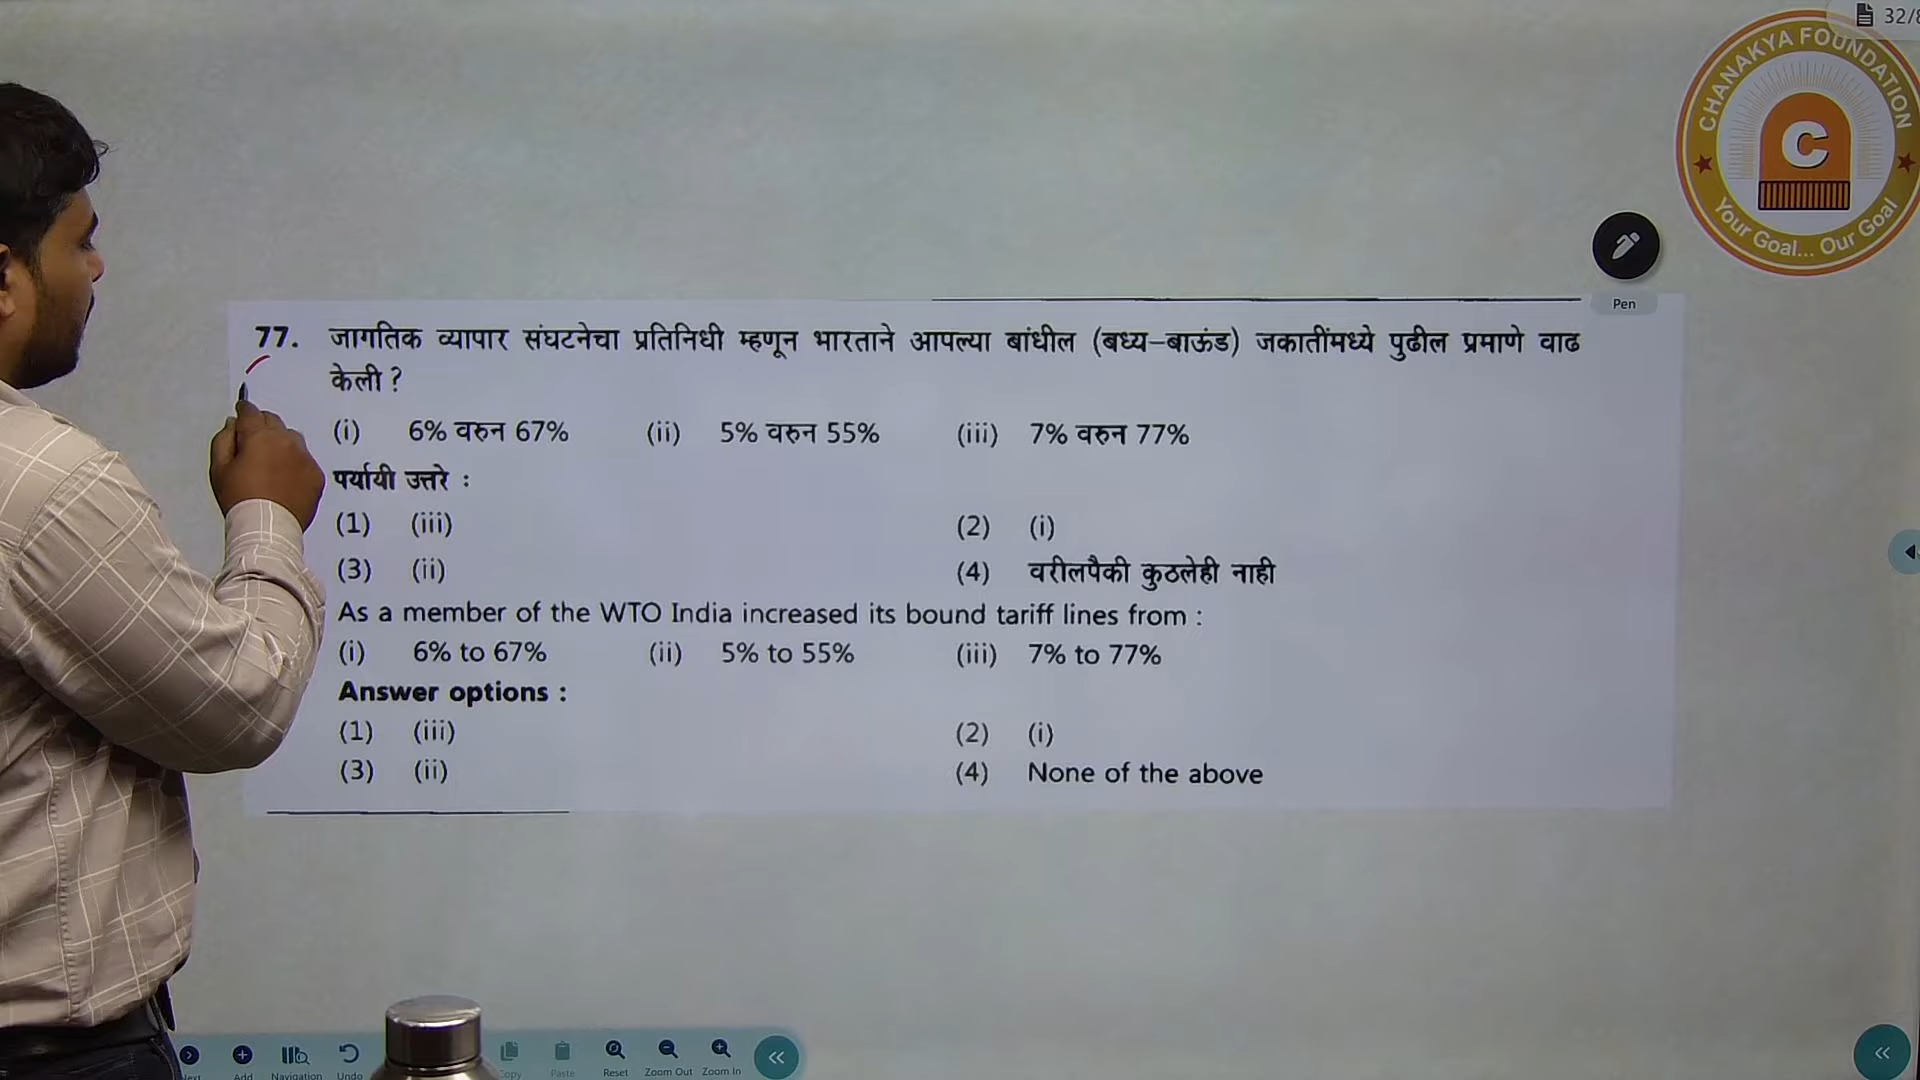 32/8
CHANAKYA FOUNDATION
C
Your Goal... Our Goal
Pen
77. जागतिक व्यापार संघटनेचा प्रतिनिधी म्हणून भारताने आपल्या बांधील (बध्य-बाऊंड) जकातींमध्ये पुढील प्रमाणे वाढ
केली ?
(i) 6% वरुन 67% (ii) 5% वरुन 55% (iii) 7% वरुन 77%
पर्यायी उत्तरे :
(1) (iii) (2) (i)
(3) (ii) (4) वरीलपैकी कुठलेही नाही
As a member of the WTO India increased its bound tariff lines from :
(i) 6% to 67% (ii) 5% to 55% (iii) 7% to 77%
Answer options :
(1) (iii) (2) (i)
(3) (ii) (4) None of the above
Add Navigation Undo Paste Reset Zoom Out Zoom In